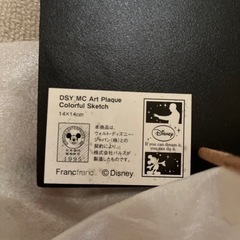 DSY_MC Art Plaque
Colorful Sketch
14×14cm
本商品は、
ウォルト・ディズニー・
ジャパン(株)との
契約により、
株式会社バルスが
製造したものです。
1995
Disney
If you can dream it,
you can do it.
Francfranc
©Disney